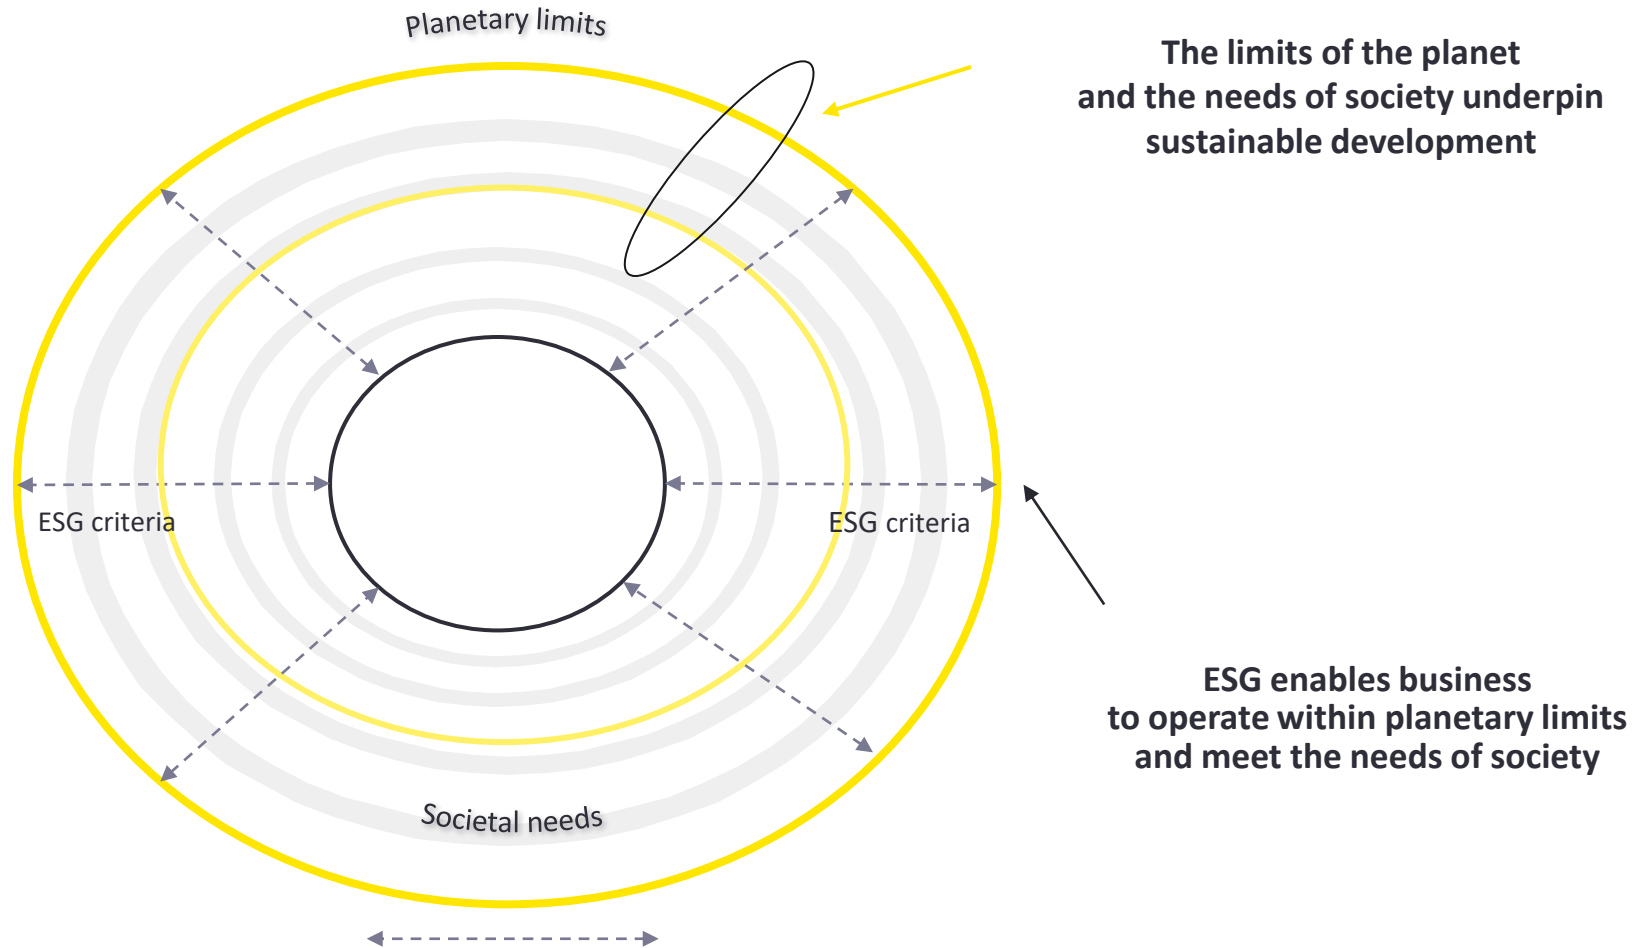 Planetary limits
The limits of the planet
and the needs of society underpin
sustainable development
ESG criteria
ESG criteria
ESG enables business
to operate within planetary limits
and meet the needs of society
Societal needs